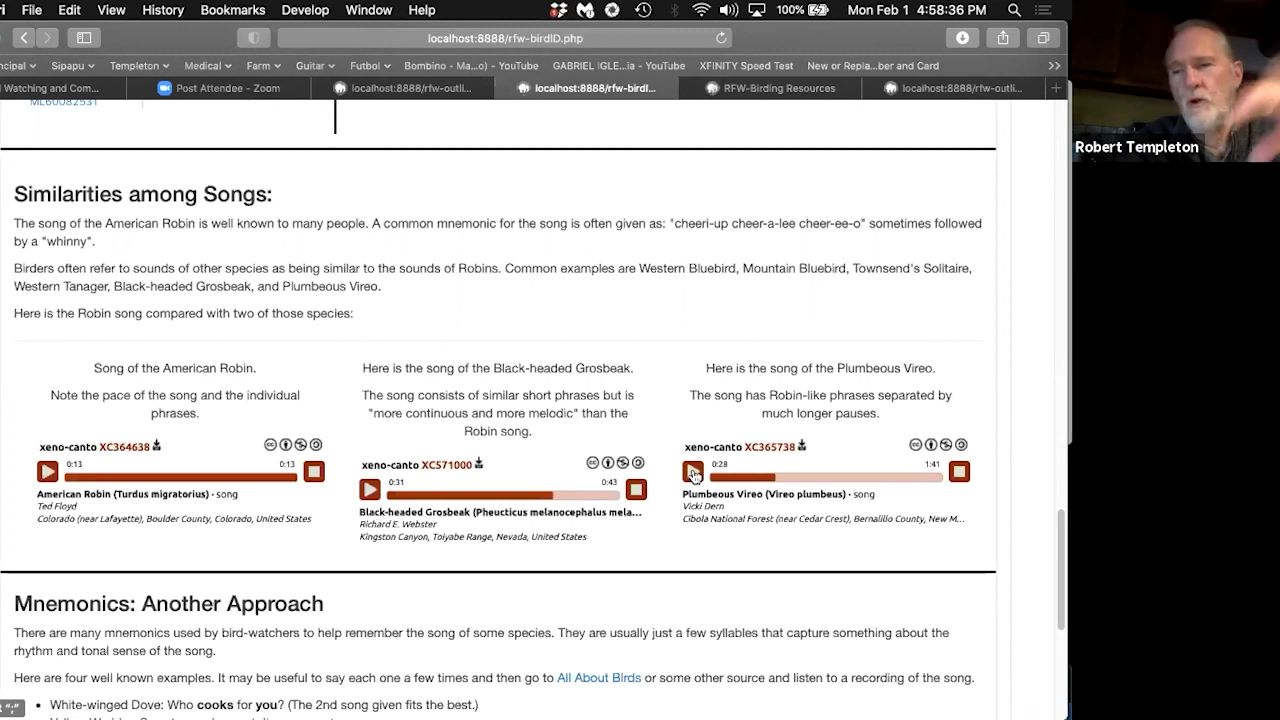 File Edit View History Bookmarks Develop Window Help 100% Mon Feb 1 4:58:36 PM
localhost:8888/rfw-birdID.php
Sipapu Templeton Medical Farm Guitar Futbol Bombino - Ma...o) – YouTube GABRIEL IGLE...ia - YouTube XFINITY Speed Test New or Repla...ber and Card
Watching and Com... Post Attendee - Zoom localhost:8888/rfw-outli... localhost:8888/rfw-birdI... RFW-Birding Resources localhost:8888/rfw-outli...
ML60082531
Robert Templeton
Similarities among Songs:
The song of the American Robin is well known to many people. A common mnemonic for the song is often given as: "cheeri-up cheer-a-lee cheer-ee-o" sometimes followed
by a "whinny".
Birders often refer to sounds of other species as being similar to the sounds of Robins. Common examples are Western Bluebird, Mountain Bluebird, Townsend's Solitaire,
Western Tanager, Black-headed Grosbeak, and Plumbeous Vireo.
Here is the Robin song compared with two of those species:
Song of the American Robin.
Note the pace of the song and the individual
phrases.
xeno-canto XC364638
0:13 0:13
American Robin (Turdus migratorius) · song
Ted Floyd
Colorado (near Lafayette), Boulder County, Colorado, United States
Here is the song of the Black-headed Grosbeak.
The song consists of similar short phrases but is
"more continuous and more melodic" than the
Robin song.
xeno-canto XC571000
0:31 0:43
Black-headed Grosbeak (Pheucticus melanocephalus mela...
Richard E. Webster
Kingston Canyon, Toiyabe Range, Nevada, United States
Here is the song of the Plumbeous Vireo.
The song has Robin-like phrases separated by
much longer pauses.
xeno-canto XC365738
0:28 1:41
Plumbeous Vireo (Vireo plumbeus) · song
Vicki Dern
Cibola National Forest (near Cedar Crest), Bernalillo County, New M...
Mnemonics: Another Approach
There are many mnemonics used by bird-watchers to help remember the song of some species. They are usually just a few syllables that capture something about the
rhythm and tonal sense of the song.
Here are four well known examples. It may be useful to say each one a few times and then go to All About Birds or some other source and listen to a recording of the song.
• White-winged Dove: Who cooks for you? (The 2nd song given fits the best.)